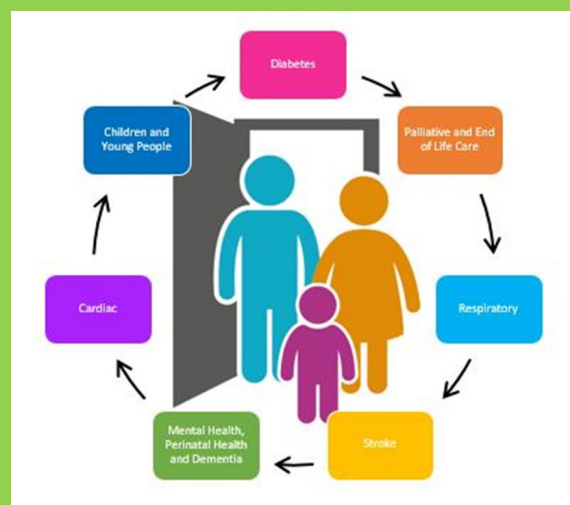 Diabetes
Palliative and End
of Life Care
Respiratory
Stroke
Mental Health,
Perinatal Health
and Dementia
Cardiac
Children and
Young People